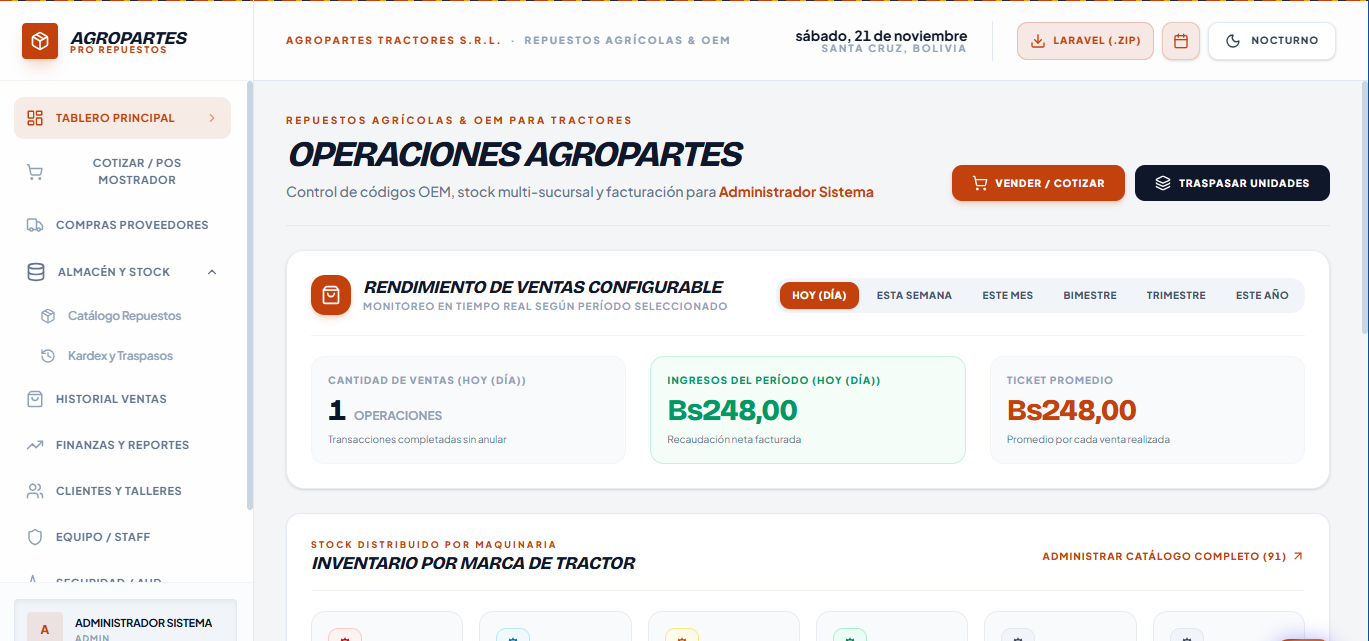 AGROPARTES
PRO REPUESTOS
AGROPARTES TRACTORES S.R.L. · REPUESTOS AGRÍCOLAS & OEM
sábado, 21 de noviembre
SANTA CRUZ, BOLIVIA
LARAVEL (.ZIP)
NOCTURNO
TABLERO PRINCIPAL
COTIZAR / POS
MOSTRADOR
COMPRAS PROVEEDORES
ALMACÉN Y STOCK
Catálogo Repuestos
Kardex y Traspasos
HISTORIAL VENTAS
FINANZAS Y REPORTES
CLIENTES Y TALLERES
EQUIPO / STAFF
SEGURIDAD / AUD.
A
ADMINISTRADOR SISTEMA
ADMIN
REPUESTOS AGRÍCOLAS & OEM PARA TRACTORES
OPERACIONES AGROPARTES
Control de códigos OEM, stock multi-sucursal y facturación para Administrador Sistema
VENDER / COTIZAR
TRASPASAR UNIDADES
RENDIMIENTO DE VENTAS CONFIGURABLE
MONITOREO EN TIEMPO REAL SEGÚN PERÍODO SELECCIONADO
HOY (DÍA) ESTA SEMANA ESTE MES BIMESTRE TRIMESTRE ESTE AÑO
CANTIDAD DE VENTAS (HOY (DÍA))
1 OPERACIONES
Transacciones completadas sin anular
INGRESOS DEL PERÍODO (HOY (DÍA))
Bs248,00
Recaudación neta facturada
TICKET PROMEDIO
Bs248,00
Promedio por cada venta realizada
STOCK DISTRIBUIDO POR MAQUINARIA
INVENTARIO POR MARCA DE TRACTOR
ADMINISTRAR CATÁLOGO COMPLETO (91)